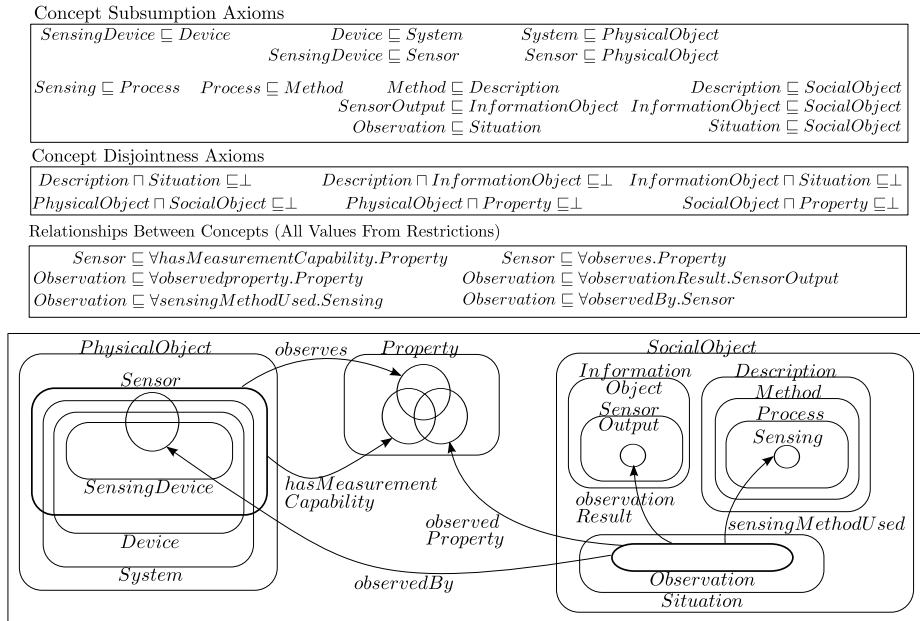 Concept Subsumption Axioms
SensingDevice ⊑ Device Device ⊑ System System ⊑ PhysicalObject
SensingDevice ⊑ Sensor Sensor ⊑ PhysicalObject
Sensing ⊑ Process Process ⊑ Method Method ⊑ Description Description ⊑ SocialObject
SensorOutput ⊑ InformationObject InformationObject ⊑ SocialObject
Observation ⊑ Situation Situation ⊑ SocialObject
Concept Disjointness Axioms
Description ⊓ Situation ⊑⊥ Description ⊓ InformationObject ⊑⊥ InformationObject ⊓ Situation ⊑⊥
PhysicalObject ⊓ SocialObject ⊑⊥ PhysicalObject ⊓ Property ⊑⊥ SocialObject ⊓ Property ⊑⊥
Relationships Between Concepts (All Values From Restrictions)
Sensor ⊑ ∀hasMeasurementCapability.Property Sensor ⊑ ∀observes.Property
Observation ⊑ ∀observedproperty.Property Observation ⊑ ∀observationResult.SensorOutput
Observation ⊑ ∀sensingMethodUsed.Sensing Observation ⊑ ∀observedBy.Sensor
PhysicalObject
Sensor
SensingDevice
Device
System
observes
Property
hasMeasurement
Capability
observed
Property
observedBy
SocialObject
Information
Object
Sensor
Output
observation
Result
Description
Method
Process
Sensing
sensingMethodUsed
Observation
Situation